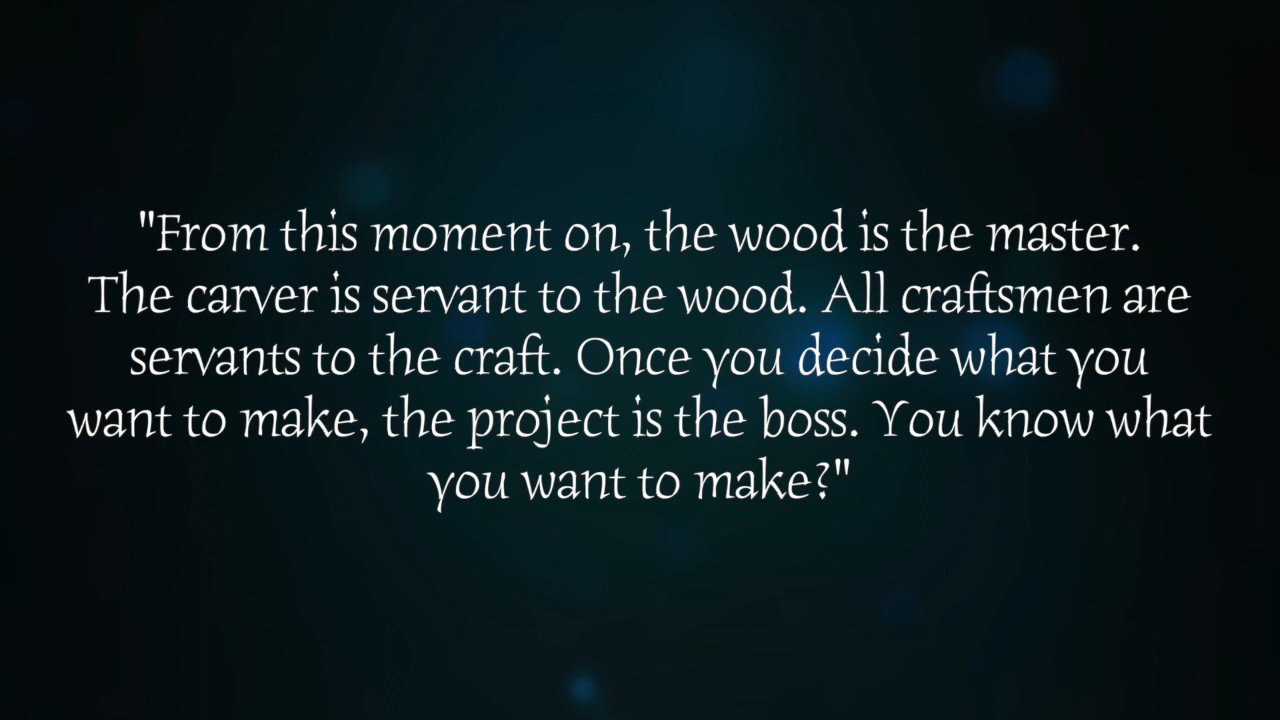 "From this moment on, the wood is the master.
The carver is servant to the wood. All craftsmen are
servants to the craft. Once you decide what you
want to make, the project is the boss. You know what
you want to make?"